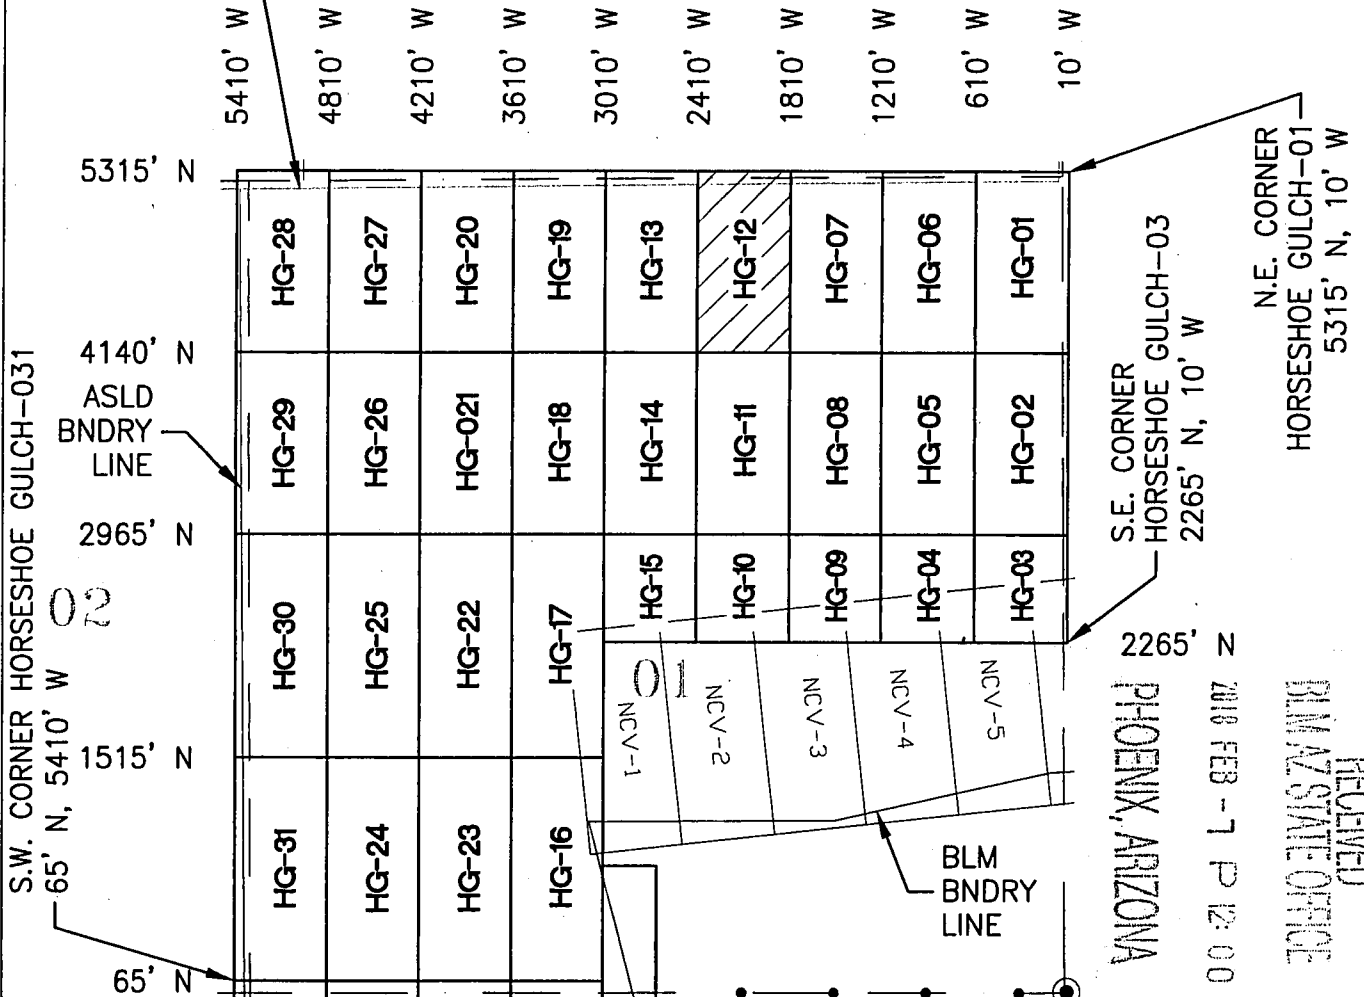 5410' W
4810' W
4210' W
3610' W
3010' W
2410' W
1810' W
1210' W
610' W
10' W
5315' N
HG-28
HG-27
HG-20
HG-19
HG-13
HG-12
HG-07
HG-06
HG-01
N.E. CORNER
HORSESHOE GULCH-01
5315' N, 10' W
4140' N
ASLD
BNDRY
LINE
HG-29
HG-26
HG-021
HG-18
HG-14
HG-11
HG-08
HG-05
HG-02
S.E. CORNER
HORSESHOE GULCH-03
2265' N, 10' W
2965' N
02
HG-30
HG-25
HG-22
HG-17
HG-15
HG-10
HG-09
HG-04
HG-03
2265' N
01
NCV-1
NCV-2
NCV-3
NCV-4
NCV-5
1515' N
HG-31
HG-24
HG-23
HG-16
BLM
BNDRY
LINE
S.W. CORNER HORSESHOE GULCH-031
65' N, 5410' W
65' N
RECEIVED
BLM AZ STATE OFFICE
2018 FEB -7 P 12:00
PHOENIX, ARIZONA